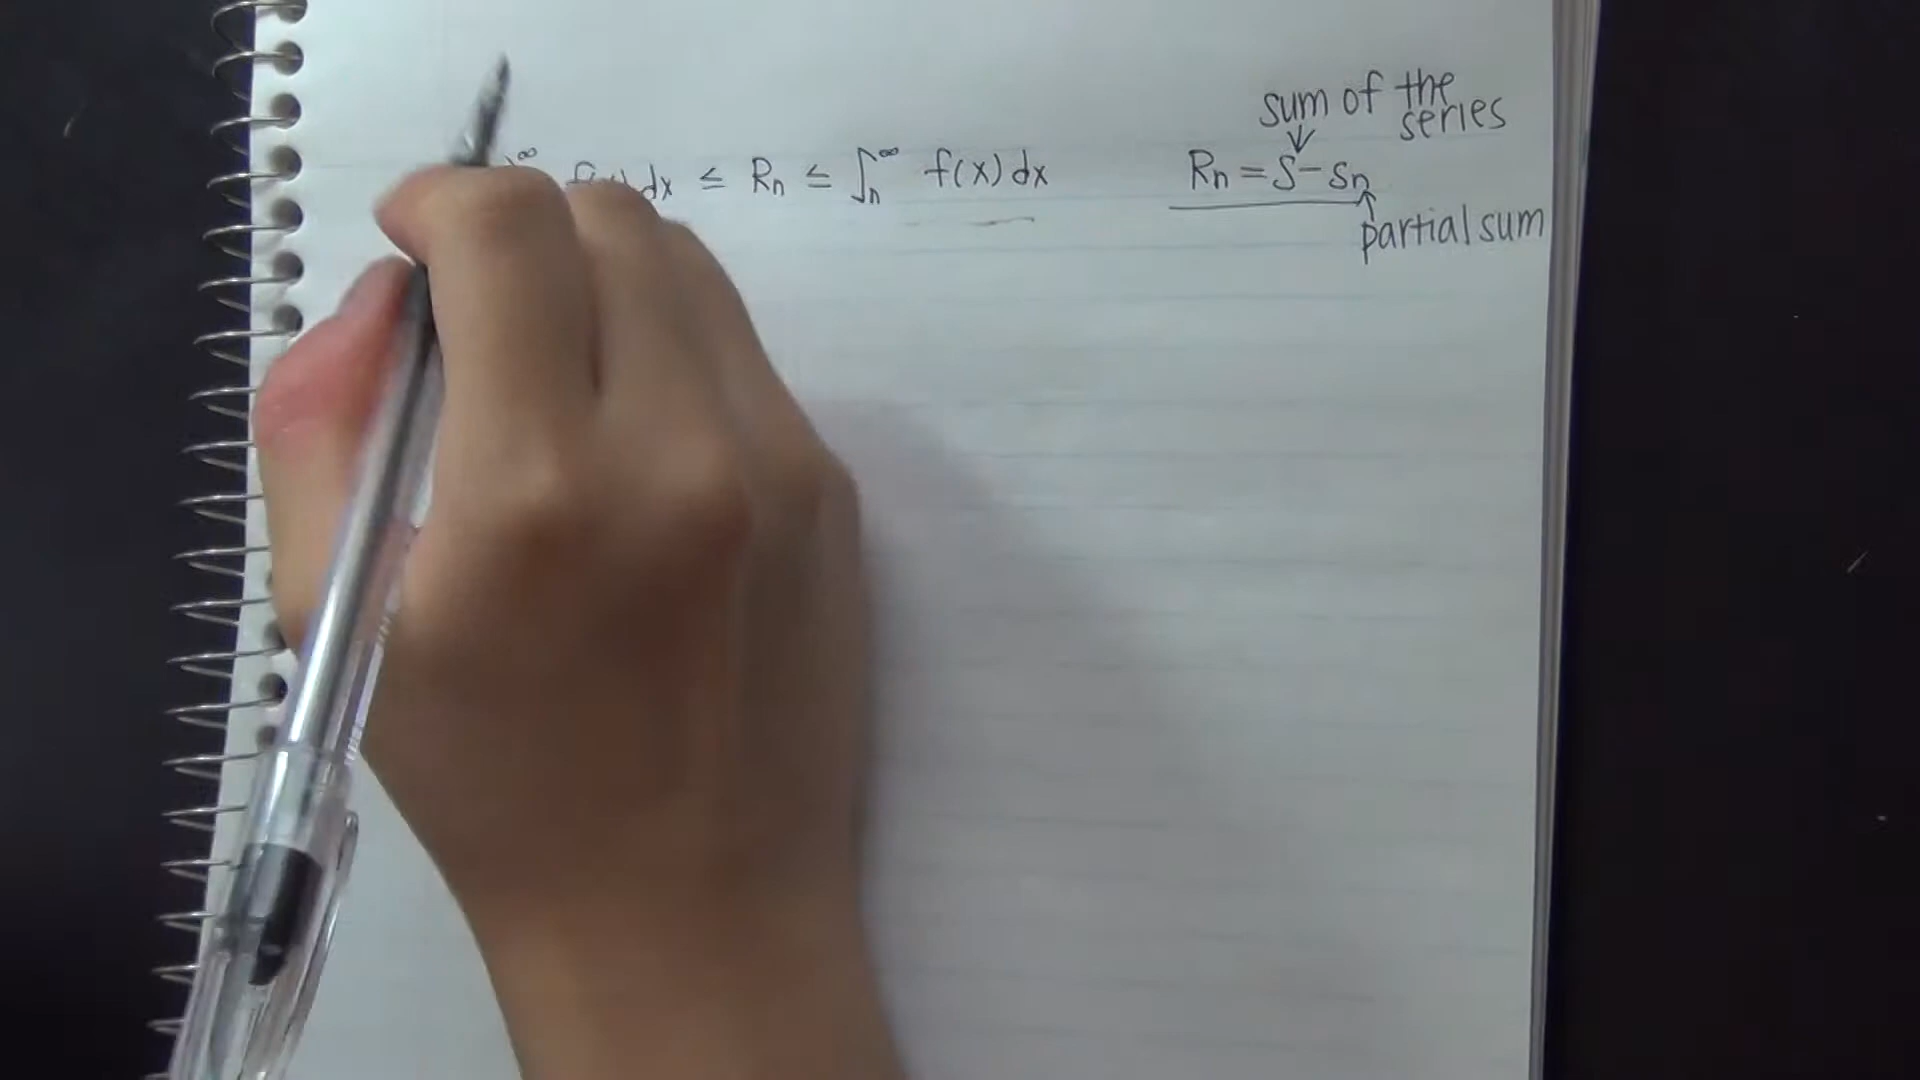 sum of the
series
∞ f(x) dx ≤ Rn ≤ ∫n^∞ f(x) dx Rn = S - sn
partial sum